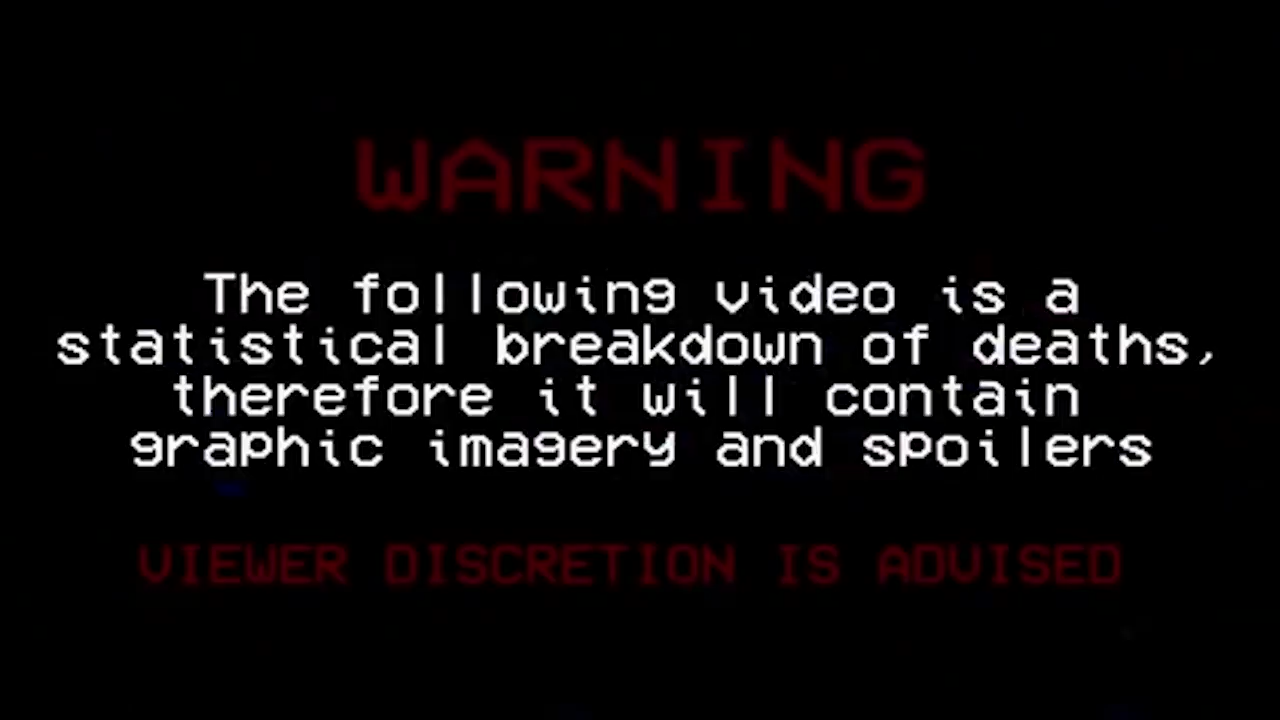 WARNING
The following video is a
statistical breakdown of deaths,
therefore it will contain
graphic imagery and spoilers
VIEWER DISCRETION IS ADVISED